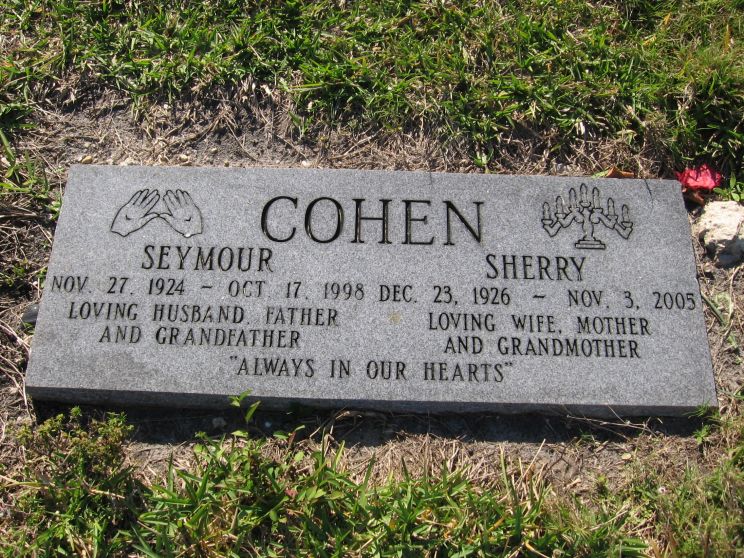 COHEN
SEYMOUR
NOV. 27, 1924 – OCT 17, 1998
LOVING HUSBAND, FATHER
AND GRANDFATHER
SHERRY
DEC. 23, 1926 – NOV. 3, 2005
LOVING WIFE, MOTHER
AND GRANDMOTHER
"ALWAYS IN OUR HEARTS"